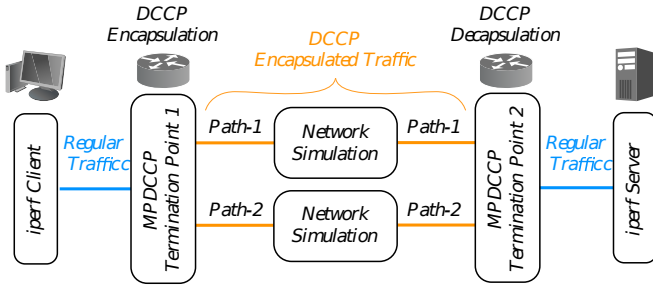 DCCP
Encapsulation
DCCP
Encapsulated Traffic
DCCP
Decapsulation
iperf Client
Regular
Trafficc
MPDCCP
Termination Point 1
Path-1
Network
Simulation
Path-1
Path-2
Network
Simulation
Path-2
MPDCCP
Termination Point 2
Regular
Trafficc
iperf Server